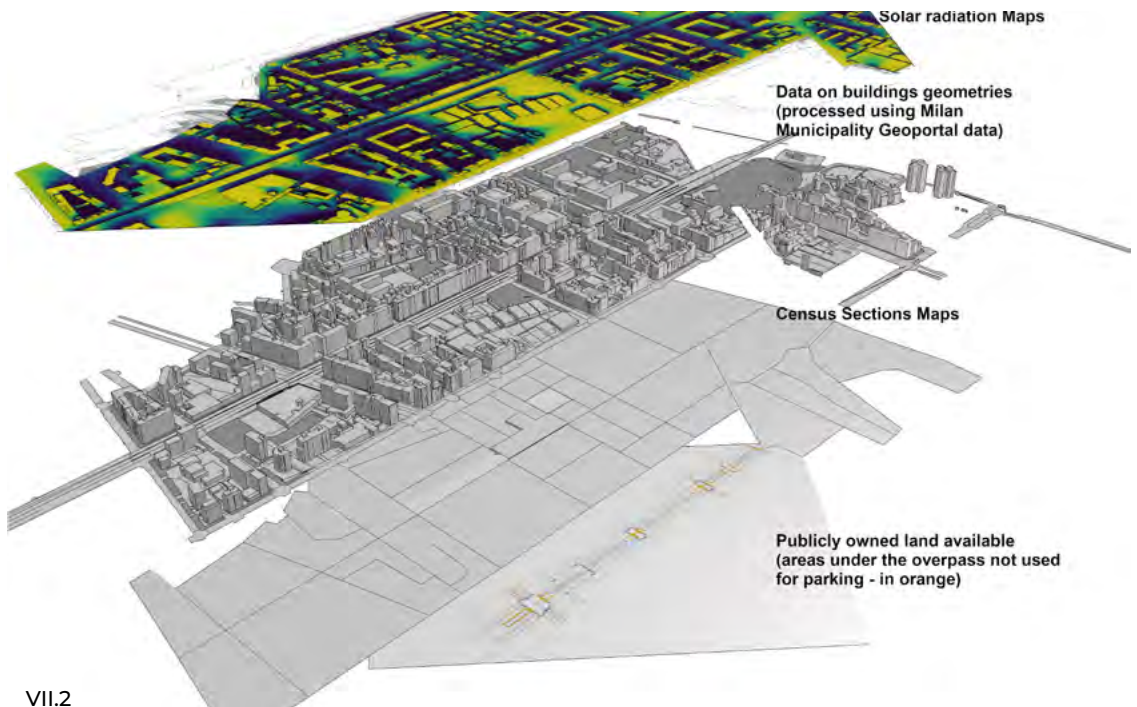 Solar radiation Maps
Data on buildings geometries
(processed using Milan
Municipality Geoportal data)
Census Sections Maps
Publicly owned land available
(areas under the overpass not used
for parking - in orange)
VII.2